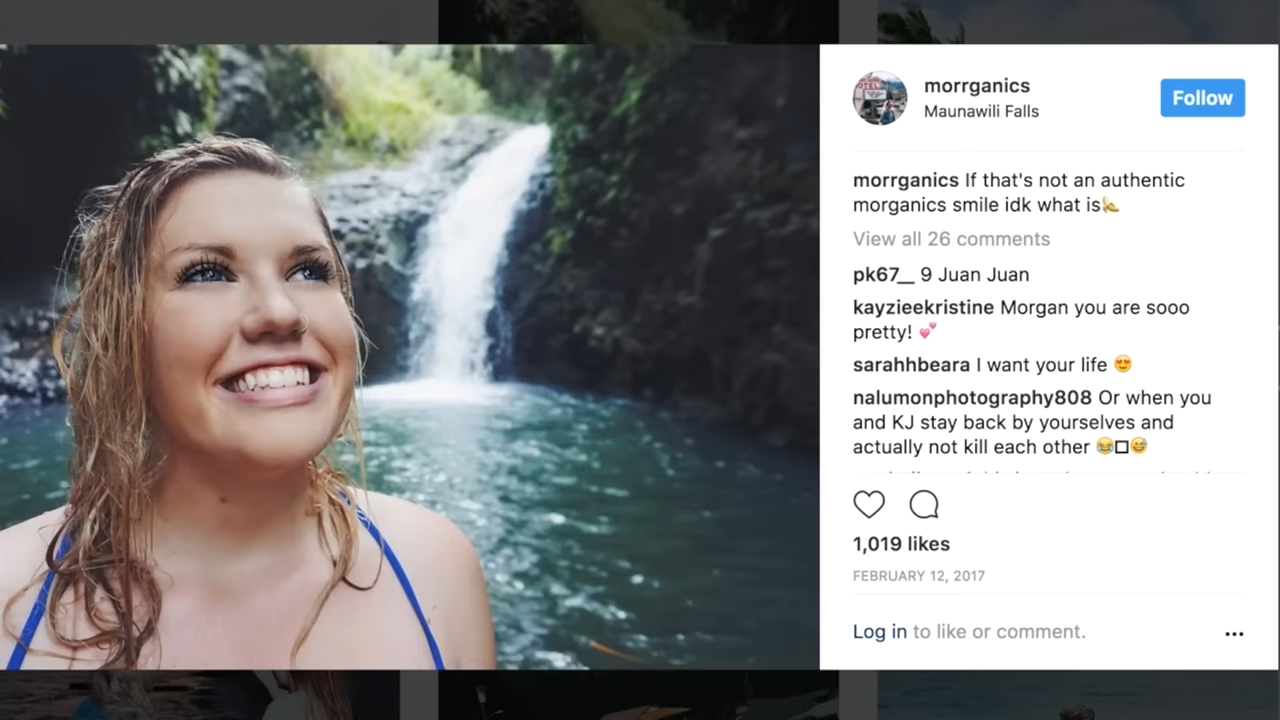 morrganics
Maunawili Falls
Follow
morrganics If that's not an authentic
morganics smile idk what is
View all 26 comments
pk67__ 9 Juan Juan
kayzieekristine Morgan you are sooo
pretty! 💕
sarahhbeara I want your life 😍
nalumonphotography808 Or when you
and KJ stay back by yourselves and
actually not kill each other 😂□😅
1,019 likes
FEBRUARY 12, 2017
Log in to like or comment.